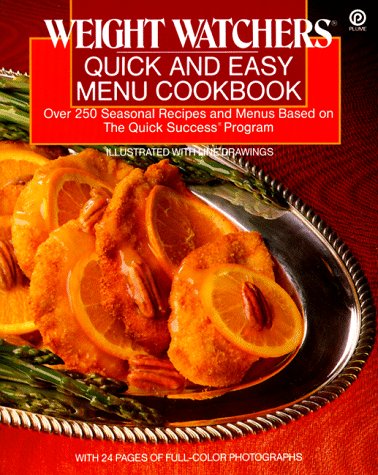 WEIGHT WATCHERS®
PLUME
QUICK AND EASY
MENU COOKBOOK
Over 250 Seasonal Recipes and Menus Based on
The Quick Success® Program
ILLUSTRATED WITH LINE DRAWINGS
WITH 24 PAGES OF FULL-COLOR PHOTOGRAPHS